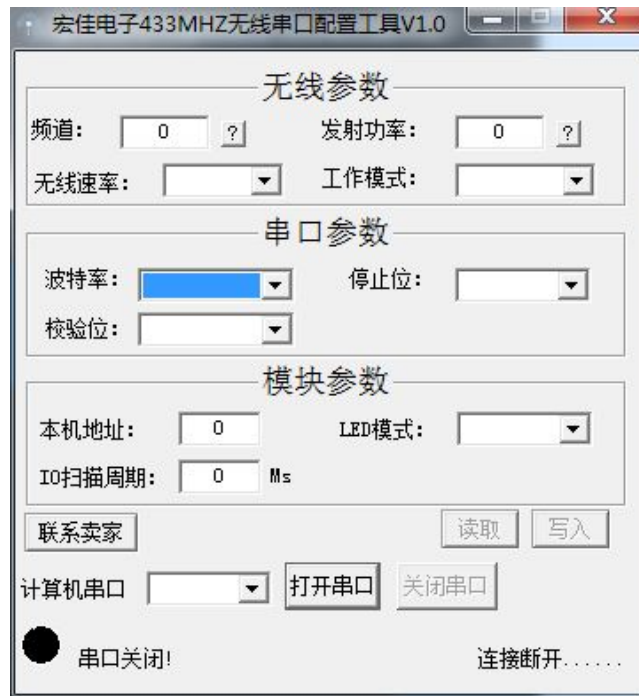 宏佳电子433MHZ无线串口配置工具V1.0
无线参数
频道: 0 ? 发射功率: 0 ?
无线速率: 工作模式:
串口参数
波特率: 停止位:
校验位:
模块参数
本机地址: 0 LED模式:
IO扫描周期: 0 Ms
联系卖家 读取 写入
计算机串口 打开串口 关闭串口
串口关闭! 连接断开......